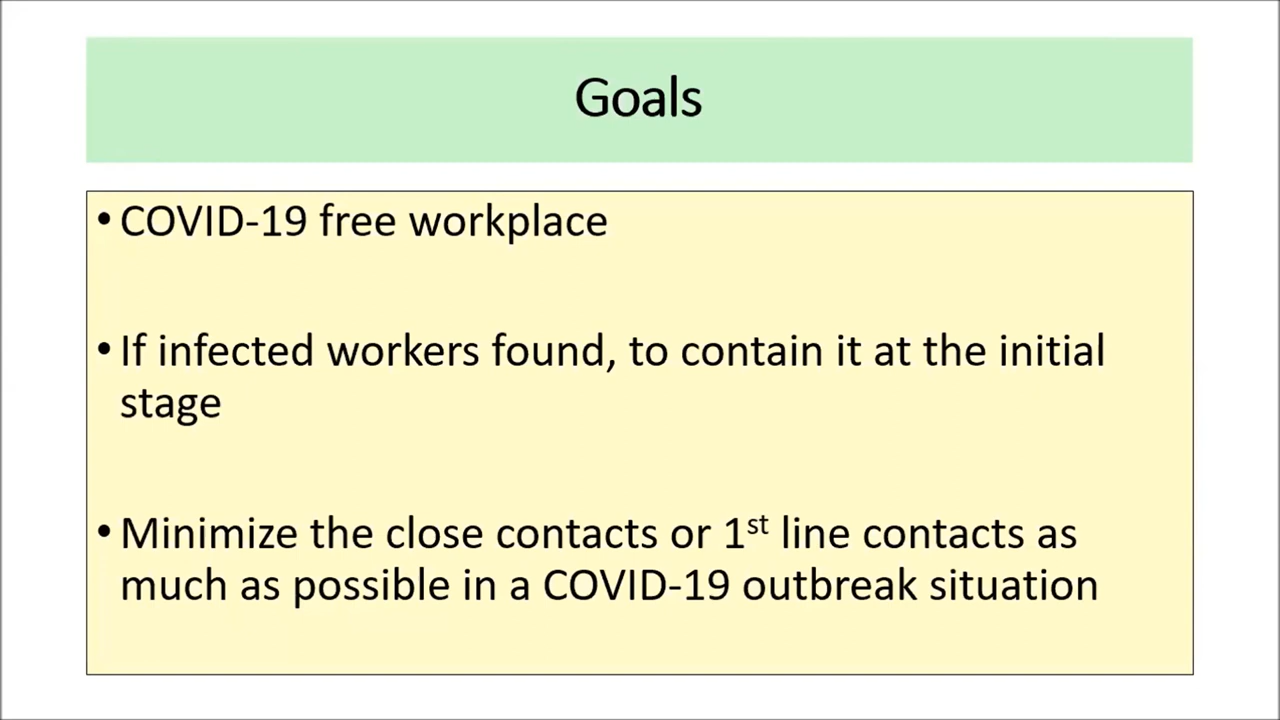 Goals
•COVID-19 free workplace
•If infected workers found, to contain it at the initial
stage
•Minimize the close contacts or 1st line contacts as
much as possible in a COVID-19 outbreak situation